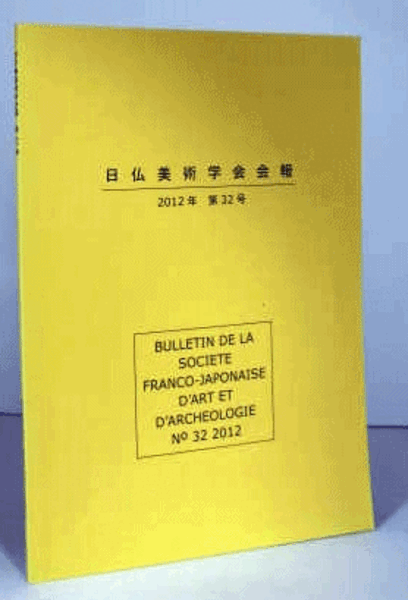 日仏美術学会会報
2012年 第32号
BULLETIN DE LA
SOCIETE
FRANCO-JAPONAISE
D'ART ET
D'ARCHEOLOGIE
Nº 32 2012